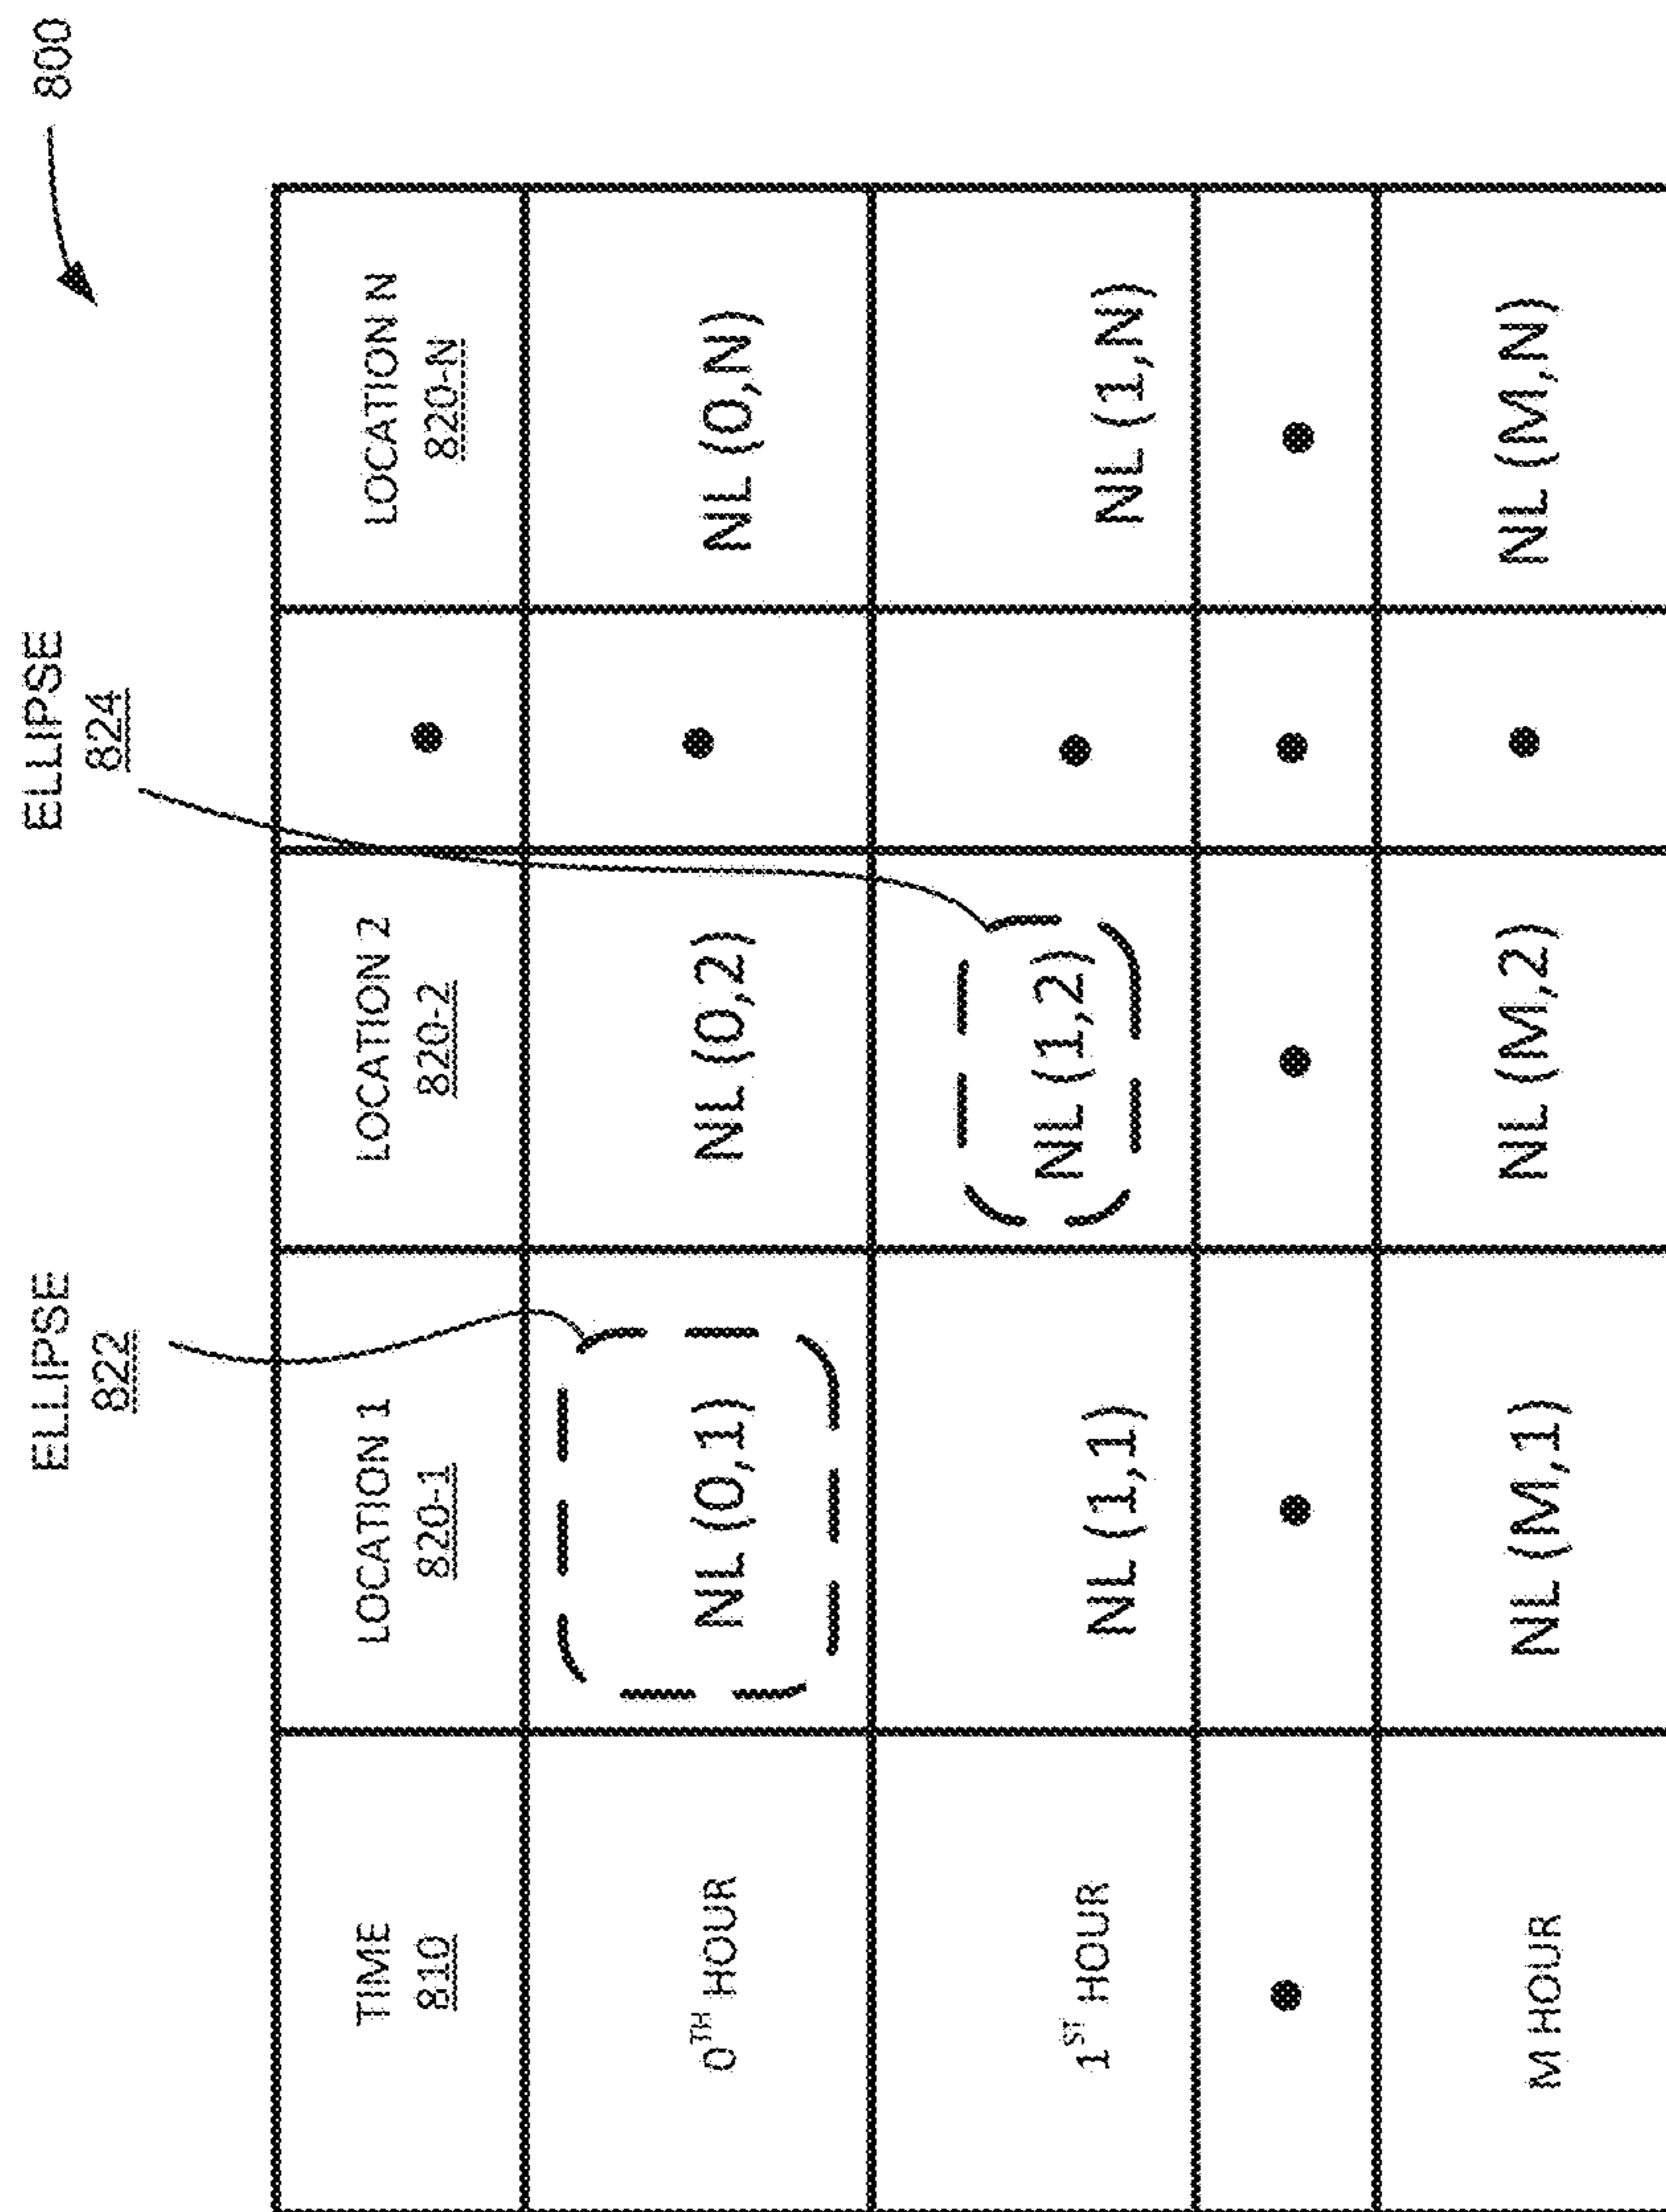 800
ELLIPSE
822
ELLIPSE
824
TIME
810
LOCATION 1
820-1
LOCATION 2
820-2
LOCATION N
820-N
0TH HOUR
NL (0,1)
NL (0,2)
NL (0,N)
1ST HOUR
NL (1,1)
NL (1,2)
NL (1,N)
M HOUR
NL (M,1)
NL (M,2)
NL (M,N)